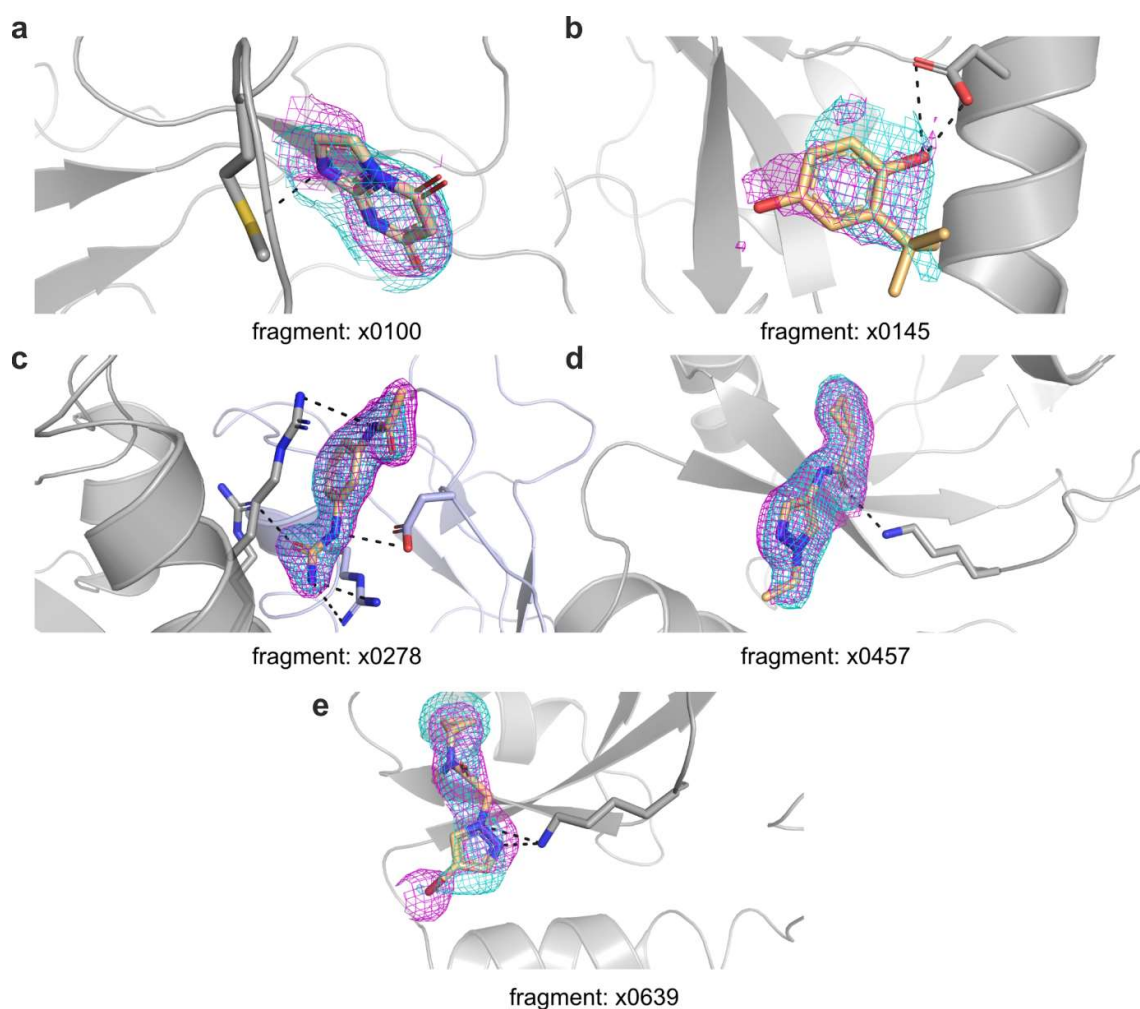 a
b
fragment: x0100
fragment: x0145
c
d
fragment: x0278
fragment: x0457
e
fragment: x0639